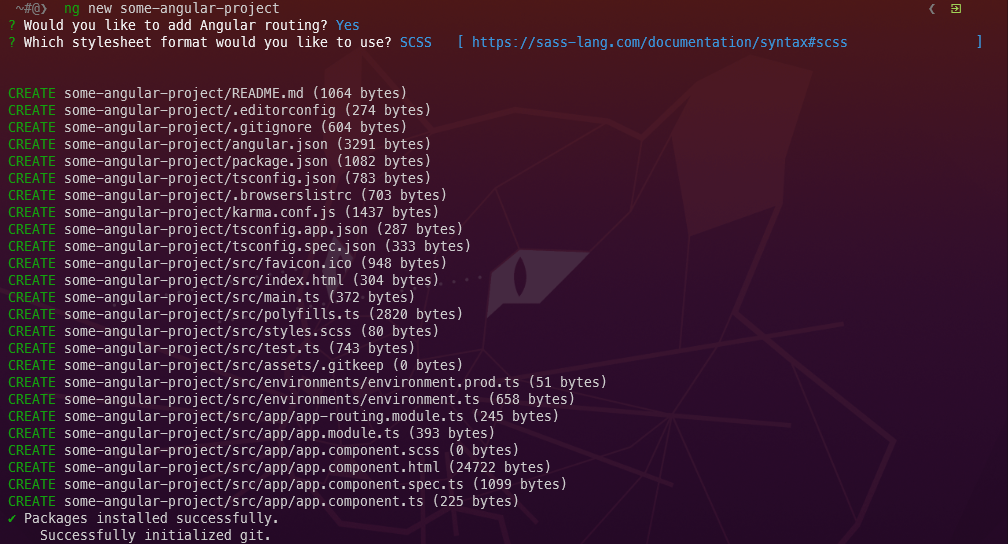 ~#@❯ ng new some-angular-project ❮
? Would you like to add Angular routing? Yes
? Which stylesheet format would you like to use? SCSS   [ https://sass-lang.com/documentation/syntax#scss                ]
CREATE some-angular-project/README.md (1064 bytes)
CREATE some-angular-project/.editorconfig (274 bytes)
CREATE some-angular-project/.gitignore (604 bytes)
CREATE some-angular-project/angular.json (3291 bytes)
CREATE some-angular-project/package.json (1082 bytes)
CREATE some-angular-project/tsconfig.json (783 bytes)
CREATE some-angular-project/.browserslistrc (703 bytes)
CREATE some-angular-project/karma.conf.js (1437 bytes)
CREATE some-angular-project/tsconfig.app.json (287 bytes)
CREATE some-angular-project/tsconfig.spec.json (333 bytes)
CREATE some-angular-project/src/favicon.ico (948 bytes)
CREATE some-angular-project/src/index.html (304 bytes)
CREATE some-angular-project/src/main.ts (372 bytes)
CREATE some-angular-project/src/polyfills.ts (2820 bytes)
CREATE some-angular-project/src/styles.scss (80 bytes)
CREATE some-angular-project/src/test.ts (743 bytes)
CREATE some-angular-project/src/assets/.gitkeep (0 bytes)
CREATE some-angular-project/src/environments/environment.prod.ts (51 bytes)
CREATE some-angular-project/src/environments/environment.ts (658 bytes)
CREATE some-angular-project/src/app/app-routing.module.ts (245 bytes)
CREATE some-angular-project/src/app/app.module.ts (393 bytes)
CREATE some-angular-project/src/app/app.component.scss (0 bytes)
CREATE some-angular-project/src/app/app.component.html (24722 bytes)
CREATE some-angular-project/src/app/app.component.spec.ts (1099 bytes)
CREATE some-angular-project/src/app/app.component.ts (225 bytes)
✔ Packages installed successfully.
Successfully initialized git.